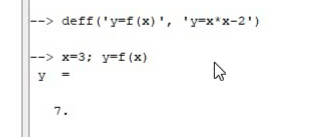 --> deff('y=f(x)', 'y=x*x-2')
--> x=3; y=f(x)
y  =
7.